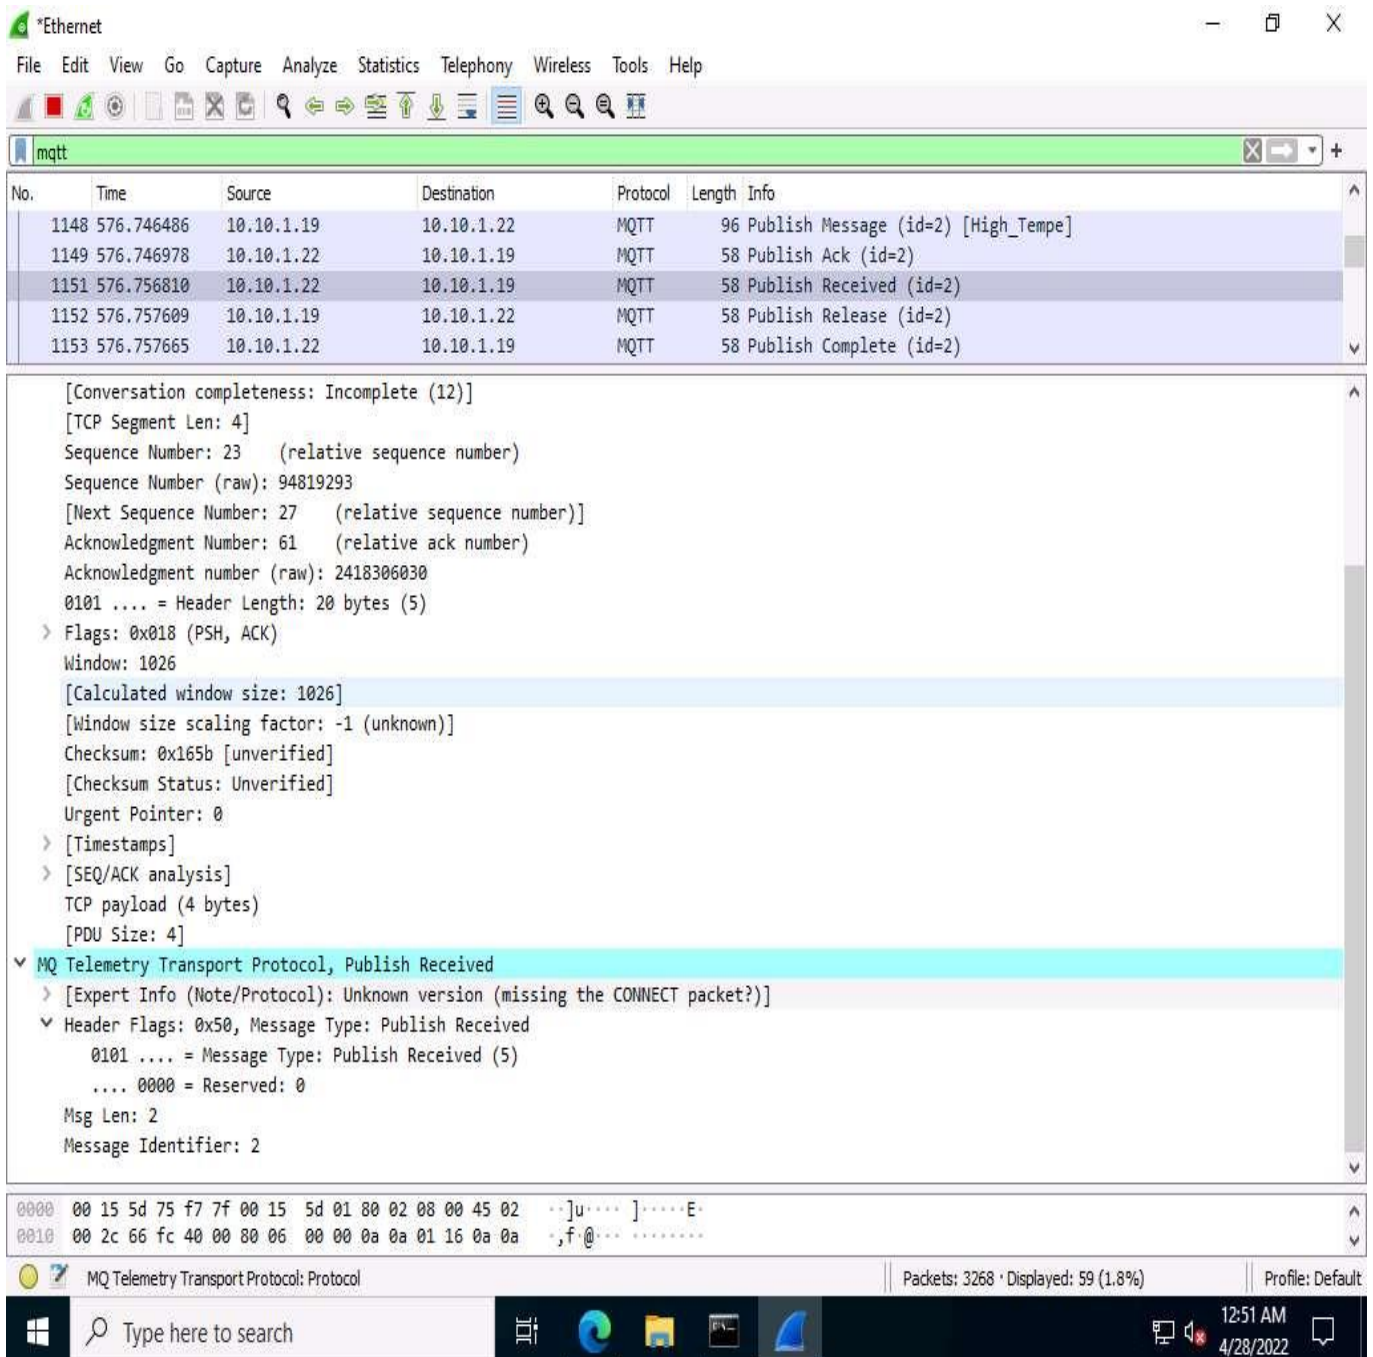 *Ethernet
File Edit View Go Capture Analyze Statistics Telephony Wireless Tools Help
mqtt
No. Time Source Destination Protocol Length Info
1148 576.746486 10.10.1.19 10.10.1.22 MQTT 96 Publish Message (id=2) [High_Tempe]
1149 576.746978 10.10.1.22 10.10.1.19 MQTT 58 Publish Ack (id=2)
1151 576.756810 10.10.1.22 10.10.1.19 MQTT 58 Publish Received (id=2)
1152 576.757609 10.10.1.19 10.10.1.22 MQTT 58 Publish Release (id=2)
1153 576.757665 10.10.1.22 10.10.1.19 MQTT 58 Publish Complete (id=2)
[Conversation completeness: Incomplete (12)]
[TCP Segment Len: 4]
Sequence Number: 23 (relative sequence number)
Sequence Number (raw): 94819293
[Next Sequence Number: 27 (relative sequence number)]
Acknowledgment Number: 61 (relative ack number)
Acknowledgment number (raw): 2418306030
0101 .... = Header Length: 20 bytes (5)
Flags: 0x018 (PSH, ACK)
Window: 1026
[Calculated window size: 1026]
[Window size scaling factor: -1 (unknown)]
Checksum: 0x165b [unverified]
[Checksum Status: Unverified]
Urgent Pointer: 0
[Timestamps]
[SEQ/ACK analysis]
TCP payload (4 bytes)
[PDU Size: 4]
MQ Telemetry Transport Protocol, Publish Received
[Expert Info (Note/Protocol): Unknown version (missing the CONNECT packet?)]
Header Flags: 0x50, Message Type: Publish Received
0101 .... = Message Type: Publish Received (5)
.... 0000 = Reserved: 0
Msg Len: 2
Message Identifier: 2
0000 00 15 5d 75 f7 7f 00 15 5d 01 80 02 08 00 45 02 ··]u···· ]·····E·
0010 00 2c 66 fc 40 00 80 06 00 00 0a 0a 01 16 0a 0a ·,f·@··· ········
MQ Telemetry Transport Protocol: Protocol Packets: 3268 · Displayed: 59 (1.8%) Profile: Default
Type here to search
12:51 AM
4/28/2022